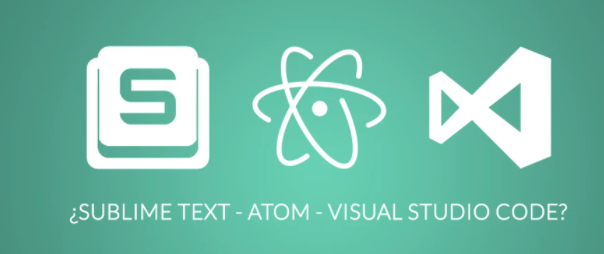 S
¿SUBLIME TEXT - ATOM - VISUAL STUDIO CODE?